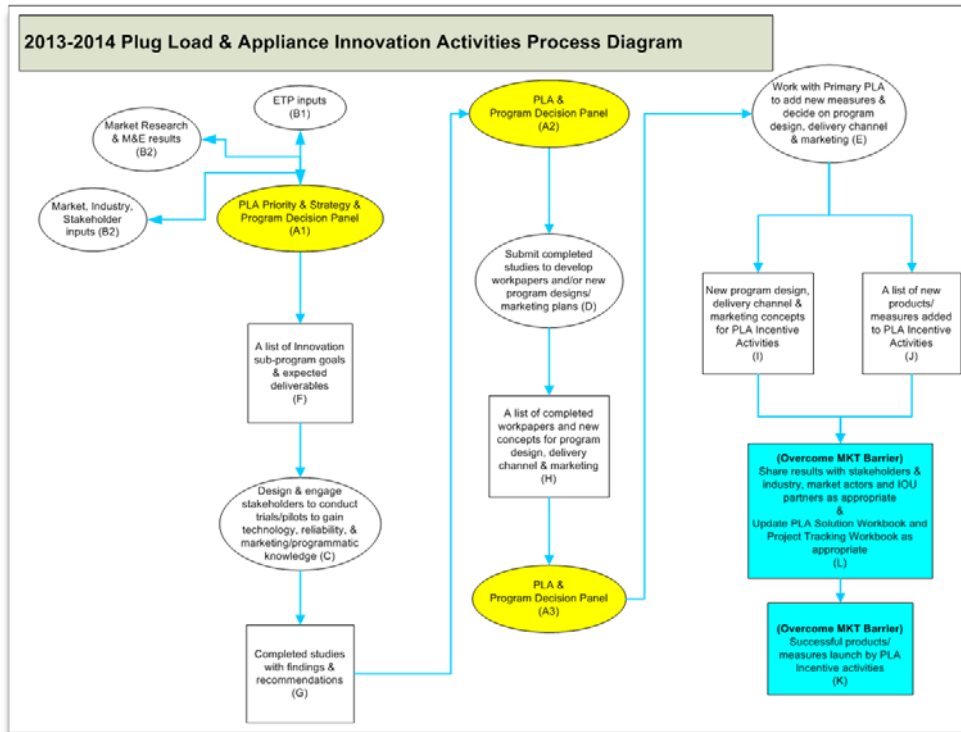 2013-2014 Plug Load & Appliance Innovation Activities Process Diagram
ETP inputs
(B1)
Market Research
& M&E results
(B2)
Market, Industry,
Stakeholder
inputs (B2)
PLA Priority & Strategy &
Program Decision Panel
(A1)
A list of Innovation
sub-program goals
& expected
deliverables
(F)
Design & engage
stakeholders to conduct
trials/pilots to gain
technology, reliability, &
marketing/programmatic
knowledge (C)
Completed studies
with findings &
recommendations
(G)
PLA &
Program Decision Panel
(A2)
Submit completed
studies to develop
workpapers and/or new
program designs/
marketing plans (D)
A list of completed
workpapers and new
concepts for program
design, delivery
channel & marketing
(H)
PLA &
Program Decision Panel
(A3)
Work with Primary PLA
to add new measures &
decide on program
design, delivery channel
& marketing (E)
New program design,
delivery channel &
marketing concepts
for PLA Incentive
Activities
(I)
A list of new
products/
measures added
to PLA Incentive
Activities
(J)
(Overcome MKT Barrier)
Share results with stakeholders &
industry, market actors and IOU
partners as appropriate
&
Update PLA Solution Workbook and
Project Tracking Workbook as
appropriate
(L)
(Overcome MKT Barrier)
Successful products/
measures launch by PLA
Incentive activities
(K)